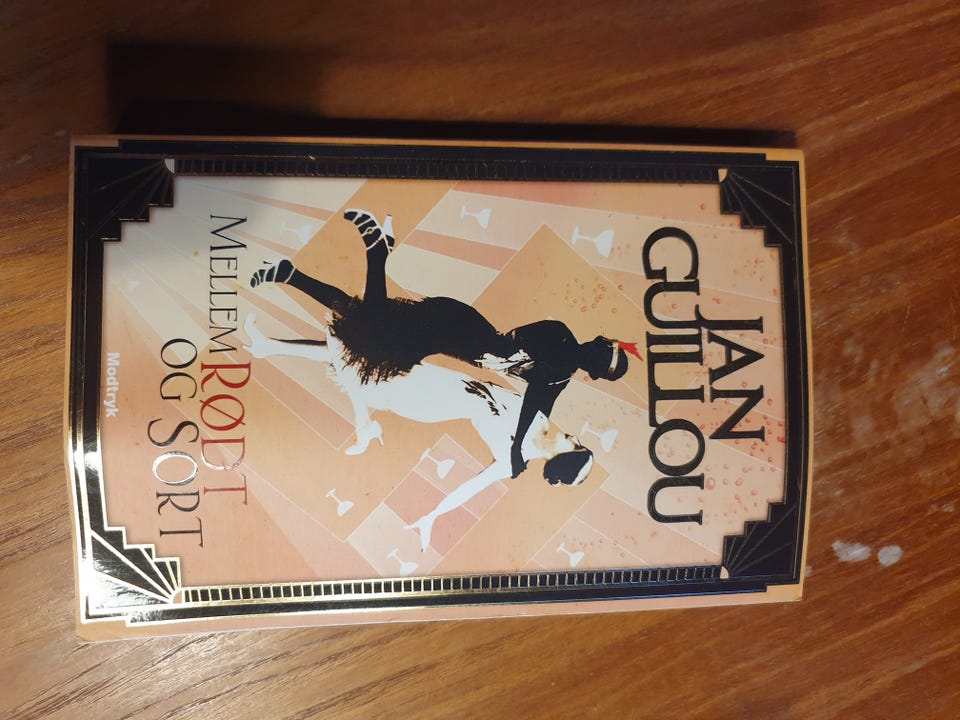 JAN
GUILLOU
MELLEM RØDT
OG SORT
Modtryk